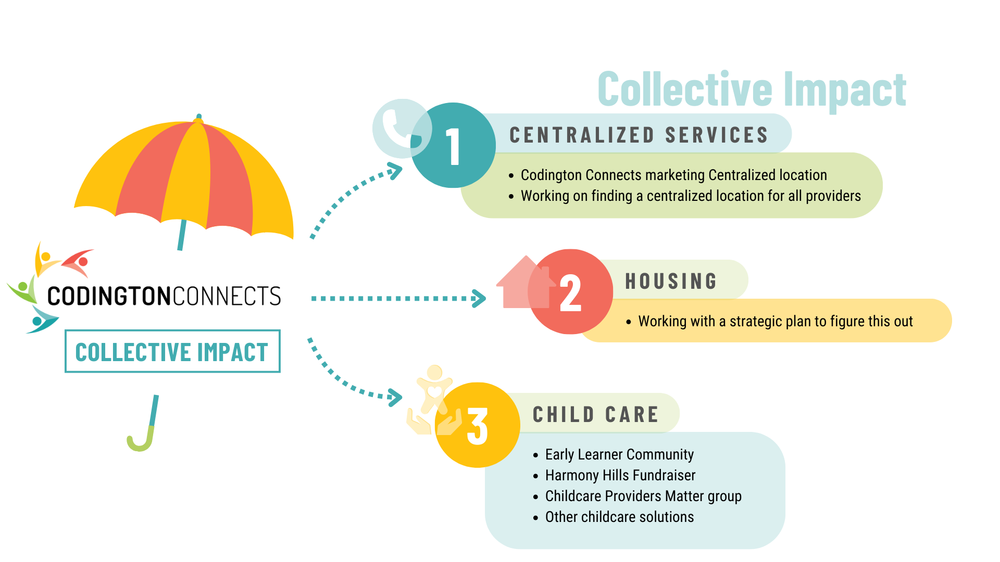 Collective Impact
1
CENTRALIZED SERVICES
• Codington Connects marketing Centralized location
• Working on finding a centralized location for all providers
CODINGTONCONNECTS
COLLECTIVE IMPACT
2
HOUSING
• Working with a strategic plan to figure this out
3
CHILD CARE
• Early Learner Community
• Harmony Hills Fundraiser
• Childcare Providers Matter group
• Other childcare solutions